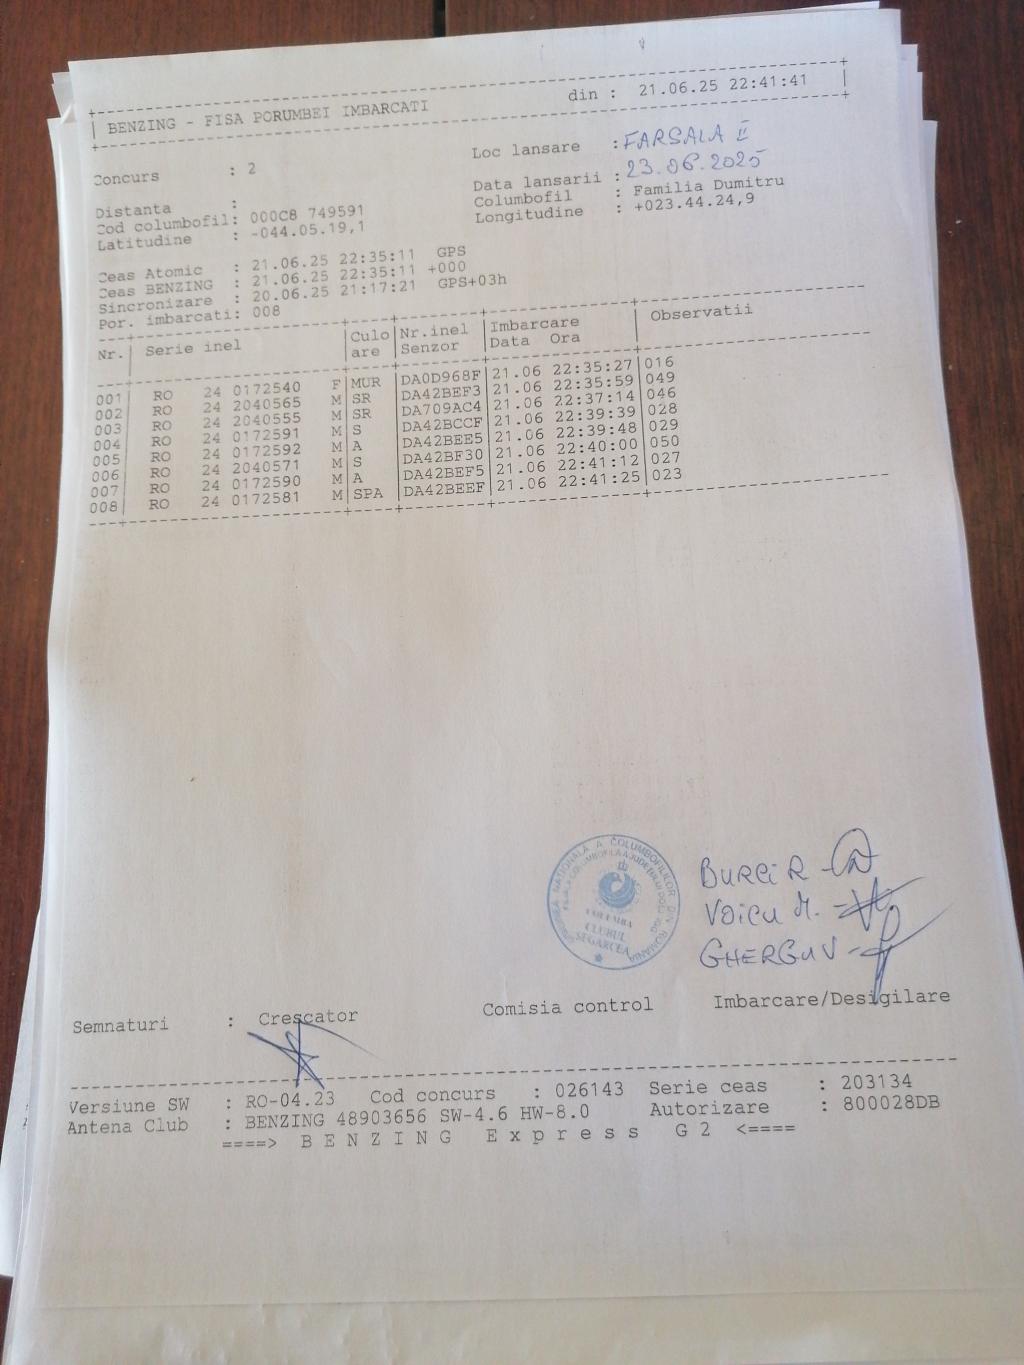 BENZING - FISA PORUMBEI IMBARCATI din : 21.06.25 22:41:41
Concurs : 2 Loc lansare : FARSALA II
Data lansarii : 23.06.2025
Distanta : Columbofil : Familia Dumitru
Cod columbofil: 000C8 749591 Longitudine : +023.44.24,9
Latitudine : -044.05.19,1
Ceas Atomic : 21.06.25 22:35:11 GPS
Ceas BENZING : 21.06.25 22:35:11 +000
Sincronizare : 20.06.25 21:17:21 GPS+03h
Por. imbarcati: 008
Nr. | Serie inel | Culo are | Nr.inel Senzor | Imbarcare Data Ora | Observatii
001| RO 24 0172540 F|MUR |DA0D968F|21.06 22:35:27|016
002| RO 24 2040565 M|SR |DA42BEF3|21.06 22:35:59|049
003| RO 24 2040555 M|SR |DA709AC4|21.06 22:37:14|046
004| RO 24 0172591 M|S |DA42BCCF|21.06 22:39:39|028
005| RO 24 0172592 M|A |DA42BEE5|21.06 22:39:48|029
006| RO 24 2040571 M|S |DA42BF30|21.06 22:40:00|050
007| RO 24 0172590 M|A |DA42BEF5|21.06 22:41:12|027
008| RO 24 0172581 M|SPA |DA42BEEF|21.06 22:41:25|023
NATIONALA A COLUMBOFILILOR DIN ROMANIA
CLUBUL
SEGARCEA
BURCI R -
VOICU M. -
GHERGU V -
Semnaturi : Crescator Comisia control Imbarcare/Desigilare
Versiune SW : RO-04.23 Cod concurs : 026143 Serie ceas : 203134
Antena Club : BENZING 48903656 SW-4.6 HW-8.0 Autorizare : 800028DB
====> B E N Z I N G E x p r e s s G 2 <====